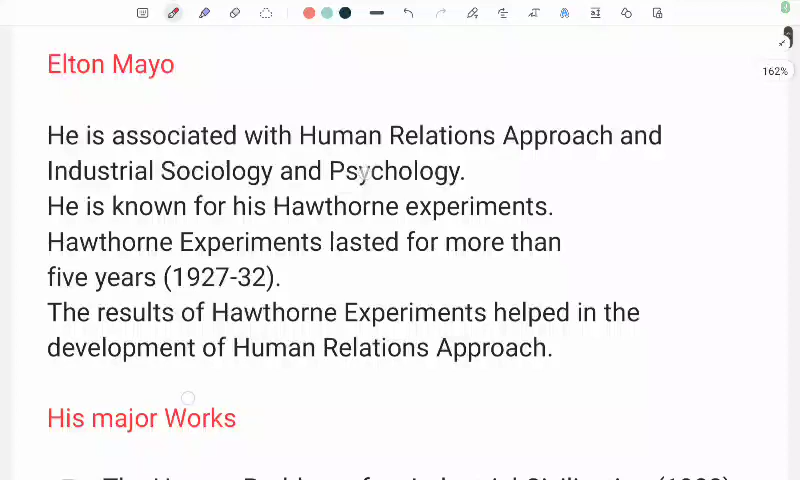 162%
Elton Mayo
He is associated with Human Relations Approach and
Industrial Sociology and Psychology.
He is known for his Hawthorne experiments.
Hawthorne Experiments lasted for more than
five years (1927-32).
The results of Hawthorne Experiments helped in the
development of Human Relations Approach.
His major Works